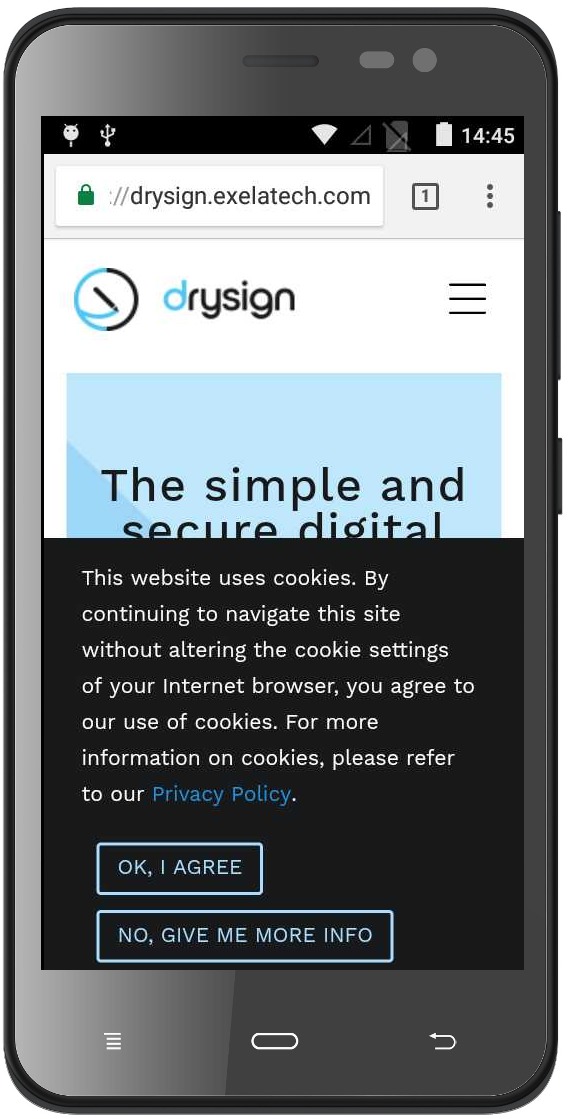 14:45
://drysign.exelatech.com
1
drysign
The simple and
secure digital
This website uses cookies. By
continuing to navigate this site
without altering the cookie settings
of your Internet browser, you agree to
our use of cookies. For more
information on cookies, please refer
to our Privacy Policy.
OK, I AGREE
NO, GIVE ME MORE INFO